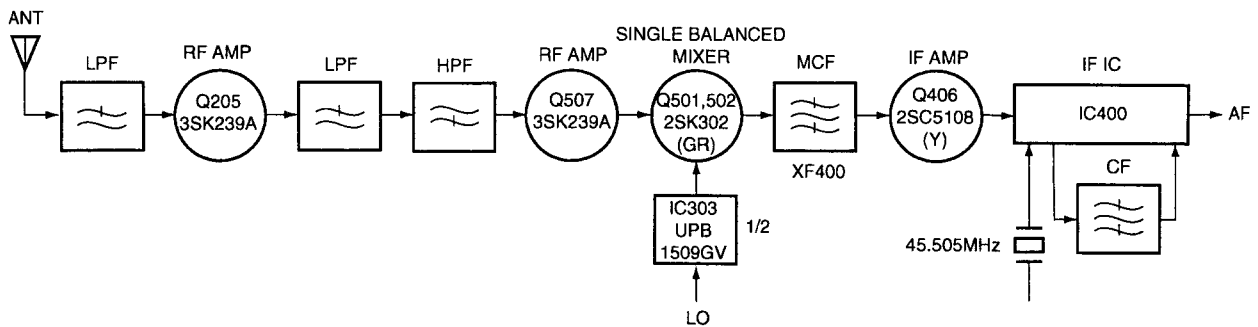 ANT
LPF
RF AMP
Q205
3SK239A
LPF
HPF
RF AMP
Q507
3SK239A
SINGLE BALANCED
MIXER
Q501,502
2SK302
(GR)
IC303
UPB
1509GV
1/2
LO
MCF
XF400
IF AMP
Q406
2SC5108
(Y)
IF IC
IC400
AF
CF
45.505MHz